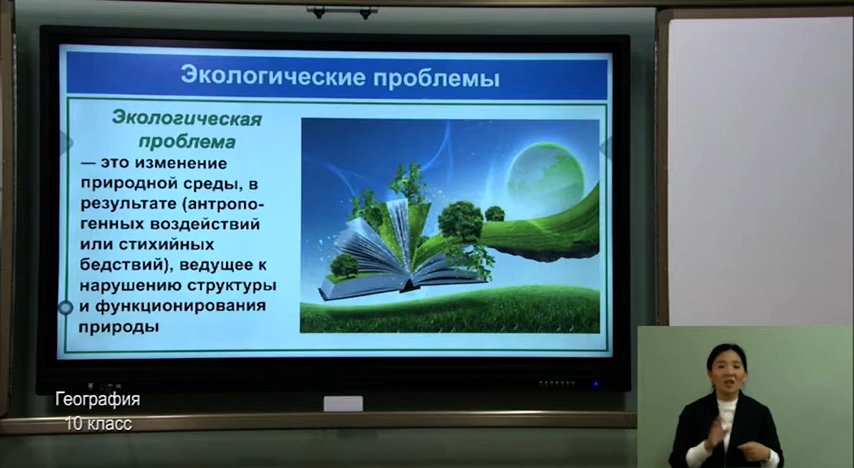 Экологические проблемы
Экологическая
проблема
— это изменение
природной среды, в
результате (антропо-
генных воздействий
или стихийных
бедствий), ведущее к
нарушению структуры
и функционирования
природы
География
10 класс